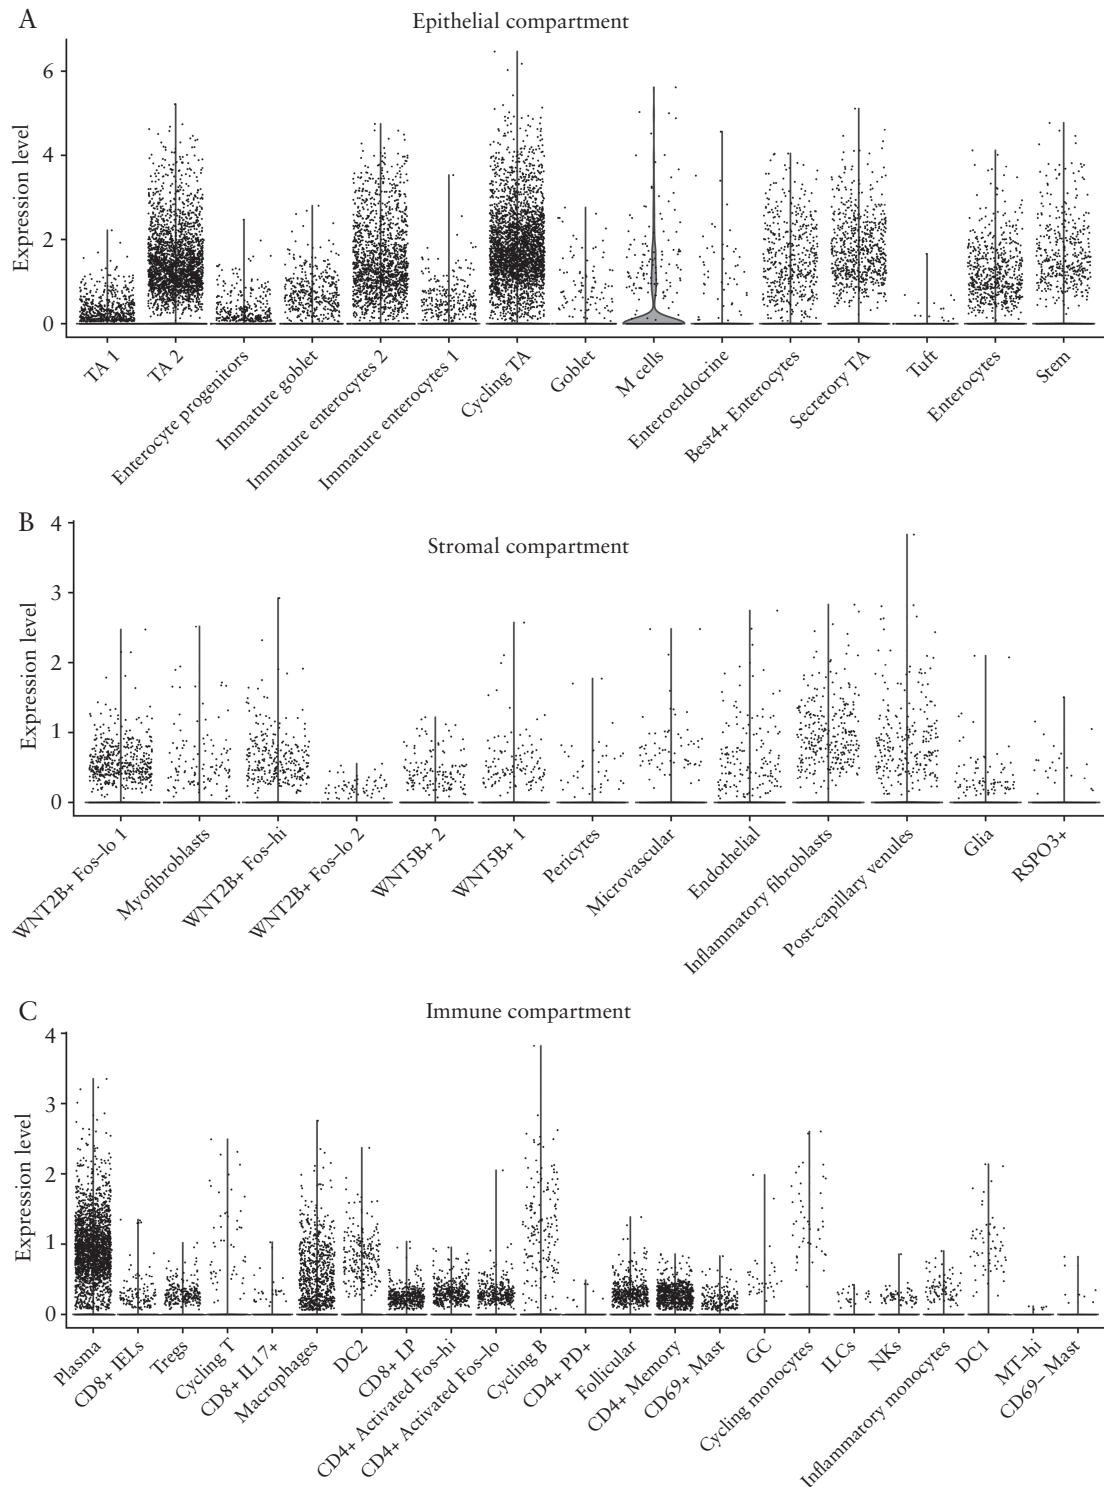 A
Epithelial compartment
Expression level
6
4
2
0
TA 1
TA 2
Enterocyte progenitors
Immature goblet
Immature enterocytes 2
Immature enterocytes 1
Cycling TA
Goblet
M cells
Enteroendocrine
Best4+ Enterocytes
Secretory TA
Tuft
Enterocytes
Stem
B
Stromal compartment
Expression level
4
3
2
1
0
WNT2B+ Fos–lo 1
Myofibroblasts
WNT2B+ Fos–hi
WNT2B+ Fos–lo 2
WNT5B+ 2
WNT5B+ 1
Pericytes
Microvascular
Endothelial
Inflammatory fibroblasts
Post-capillary venules
Glia
RSPO3+
C
Immune compartment
Expression level
4
3
2
1
0
Plasma
CD8+ IELs
Tregs
Cycling T
CD8+ IL17+
Macrophages
DC2
CD8+ LP
CD4+ Activated Fos–hi
CD4+ Activated Fos–lo
Cycling B
CD4+ PD+
Follicular
CD4+ Memory
CD69+ Mast
GC
Cycling monocytes
ILCs
NKs
Inflammatory monocytes
DC1
MT–hi
CD69– Mast